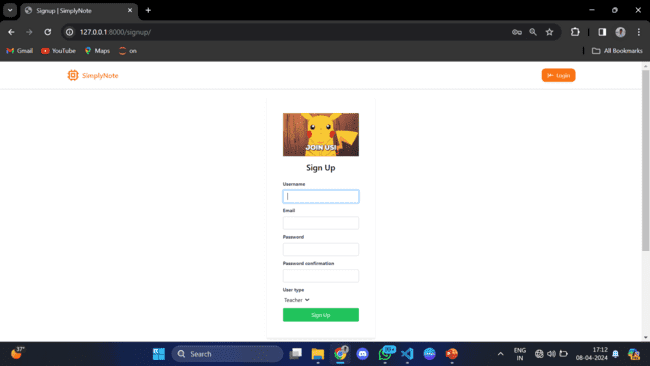 Signup | SimplyNote
127.0.0.1:8000/signup/
Gmail
YouTube
Maps
on
All Bookmarks
SimplyNote
Login
JOIN US!
Sign Up
Username
Email
Password
Password confirmation
User type
Teacher
Sign Up
37°
Search
ENG
IN
17:12
08-04-2024